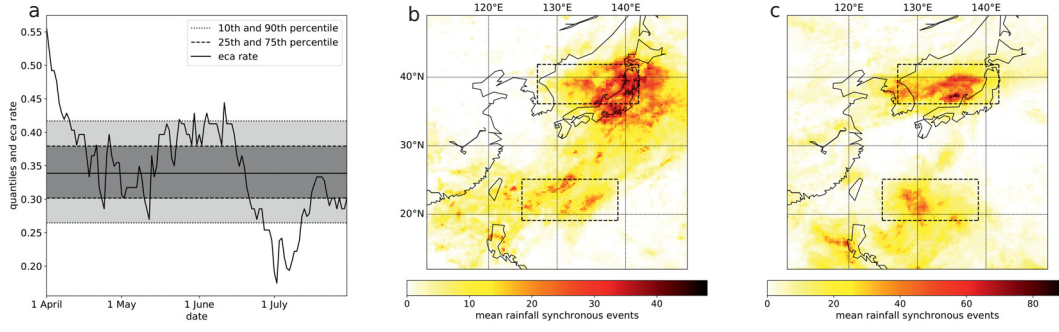 a
10th and 90th percentile
25th and 75th percentile
eca rate
quantiles and eca rate
0.55
0.50
0.45
0.40
0.35
0.30
0.25
0.20
1 April
1 May
1 June
1 July
date
b
120°E
130°E
140°E
40°N
30°N
20°N
0
10
20
30
40
mean rainfall synchronous events
c
120°E
130°E
140°E
40°N
30°N
20°N
0
20
40
60
80
mean rainfall synchronous events